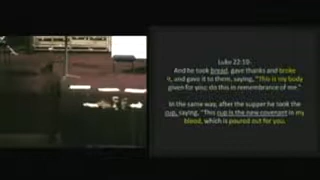 Luke 22:19-
And he took bread, gave thanks and broke
it, and gave it to them, saying, "This is my body
given for you; do this in remembrance of me."
In the same way, after the supper he took the
cup, saying, "This cup is the new covenant in my
blood, which is poured out for you.